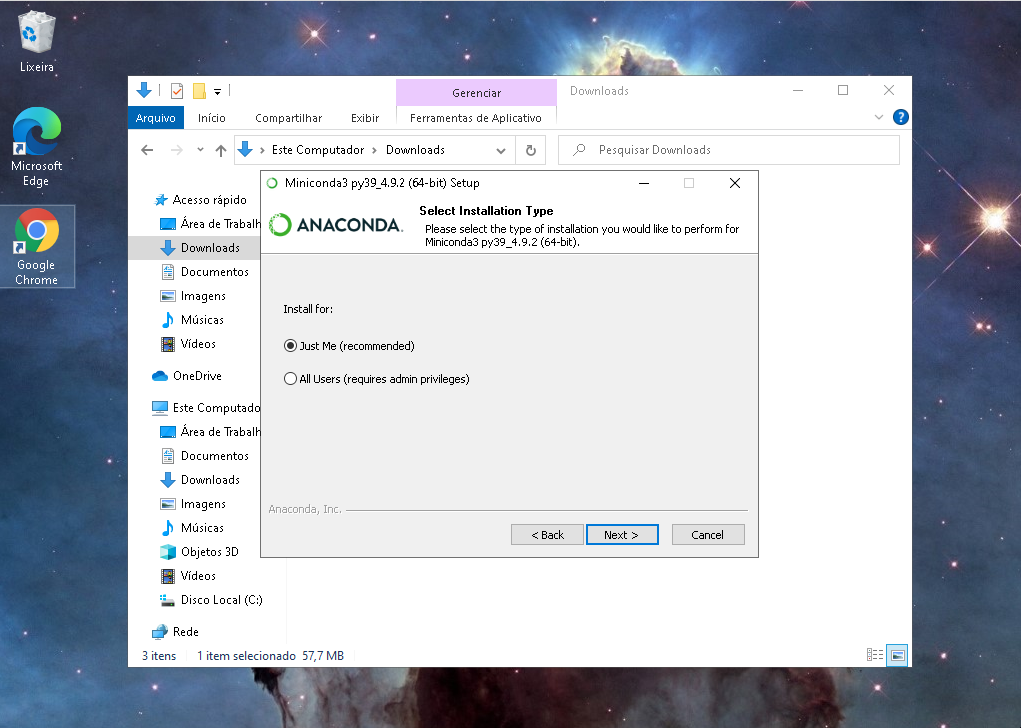 Lixeira
Microsoft
Edge
Google
Chrome
Gerenciar
Downloads
Arquivo
Início
Compartilhar
Exibir
Ferramentas de Aplicativo
?
Este Computador
Downloads
Pesquisar Downloads
Acesso rápido
Área de Trabalh
Downloads
Documentos
Imagens
Músicas
Vídeos
OneDrive
Este Computado
Área de Trabalh
Documentos
Downloads
Imagens
Músicas
Objetos 3D
Vídeos
Disco Local (C:)
Rede
3 itens
1 item selecionado 57,7 MB
Miniconda3 py39_4.9.2 (64-bit) Setup
ANACONDA.
Select Installation Type
Please select the type of installation you would like to perform for
Miniconda3 py39_4.9.2 (64-bit).
Install for:
Just Me (recommended)
All Users (requires admin privileges)
Anaconda, Inc.
< Back
Next >
Cancel